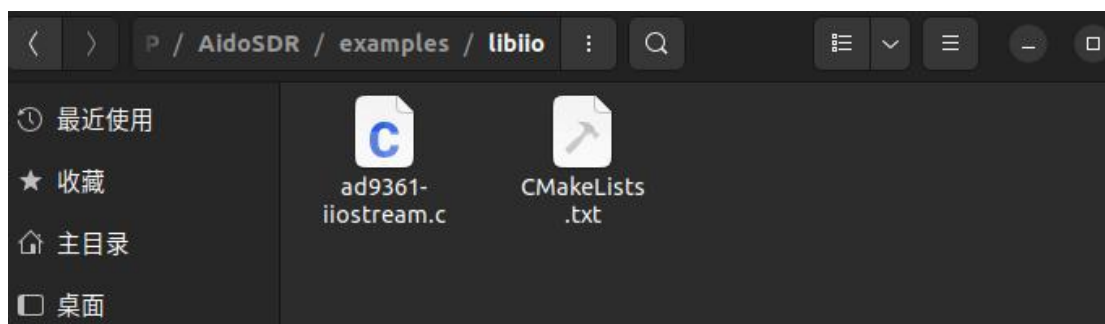 P / AidoSDR / examples / libiio
最近使用
收藏
主目录
桌面
C
ad9361-
iiostream.c
CMakeLists
.txt